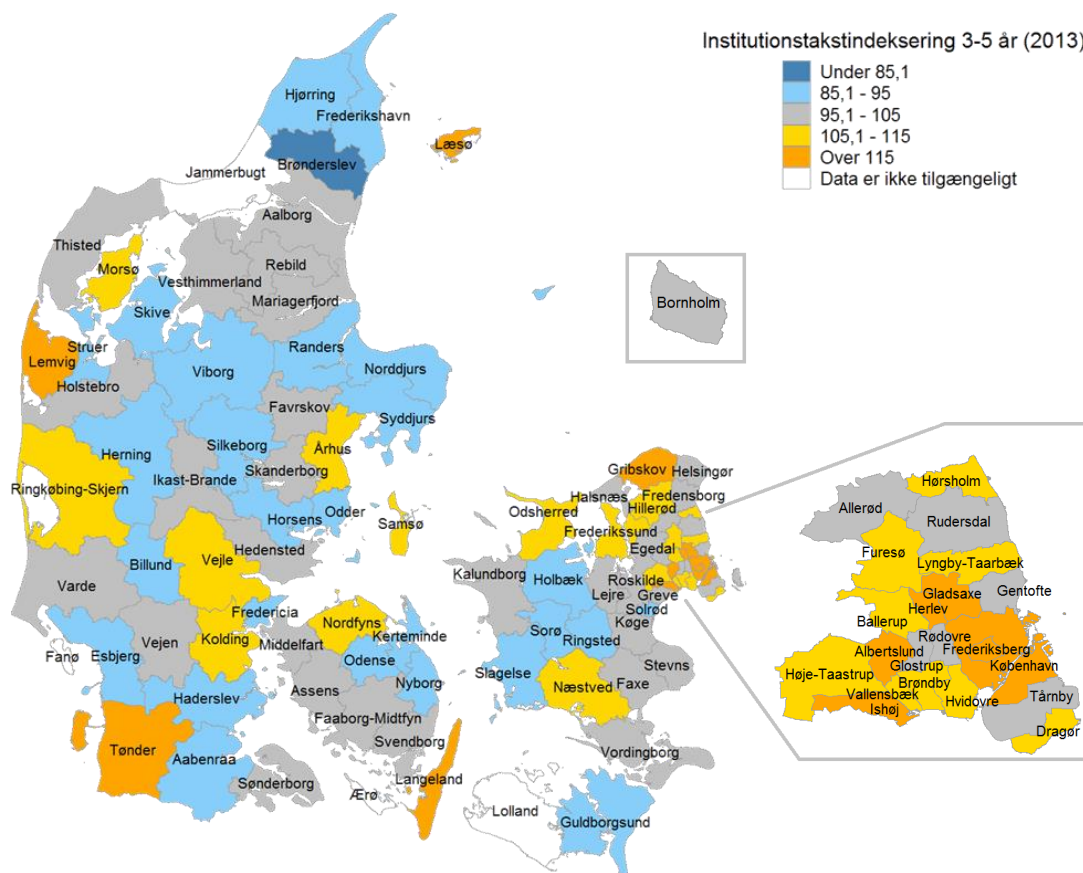 Institutionstakstindeksering 3-5 år (2013)
Under 85,1
85,1 - 95
95,1 - 105
105,1 - 115
Over 115
Data er ikke tilgængeligt
Hjørring
Frederikshavn
Læsø
Brønderslev
Jammerbugt
Aalborg
Thisted
Morsø
Vesthimmerland
Rebild
Mariagerfjord
Skive
Struer
Lemvig
Holstebro
Viborg
Randers
Norddjurs
Favrskov
Syddjurs
Herning
Silkeborg
Århus
Skanderborg
Ikast-Brande
Ringkøbing-Skjern
Horsens
Odder
Samsø
Hedensted
Vejle
Billund
Varde
Fredericia
Vejen
Kolding
Middelfart
Fanø
Esbjerg
Haderslev
Tønder
Aabenraa
Sønderborg
Nordfyns
Kerteminde
Odense
Nyborg
Assens
Faaborg-Midtfyn
Svendborg
Langeland
Ærø
Bornholm
Gribskov
Helsingør
Halsnæs
Fredensborg
Hillerød
Odsherred
Frederikssund
Egedal
Kalundborg
Holbæk
Roskilde
Lejre
Greve
Solrød
Køge
Sorø
Ringsted
Stevns
Slagelse
Næstved
Faxe
Vordingborg
Lolland
Guldborgsund
Hørsholm
Allerød
Rudersdal
Furesø
Lyngby-Taarbæk
Gladsaxe
Gentofte
Herlev
Ballerup
Rødovre
Albertslund
Frederiksberg
Glostrup
København
Høje-Taastrup
Brøndby
Vallensbæk
Hvidovre
Ishøj
Tårnby
Dragør